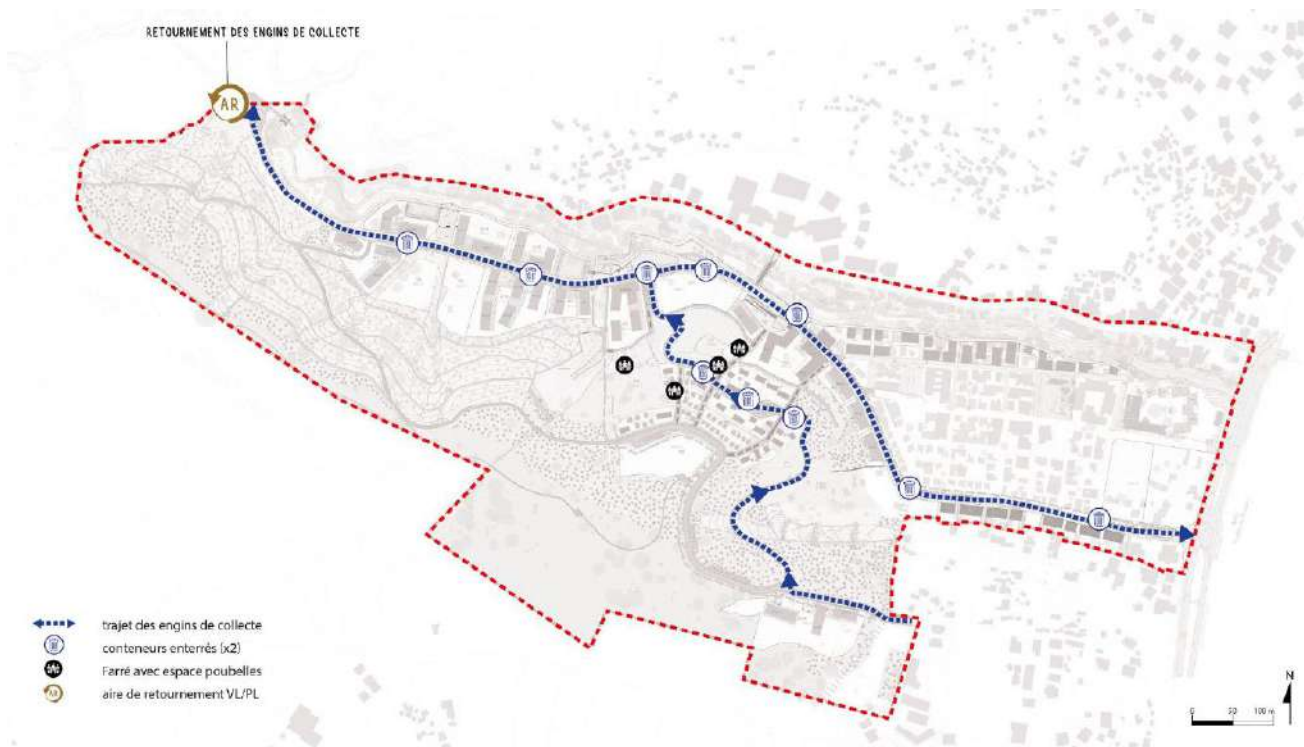 RETOURNEMENT DES ENGINS DE COLLECTE
AR
trajet des engins de collecte
conteneurs enterrés (x2)
Farré avec espace poubelles
AR
aire de retournement VL/PL
N
0 50 100 m